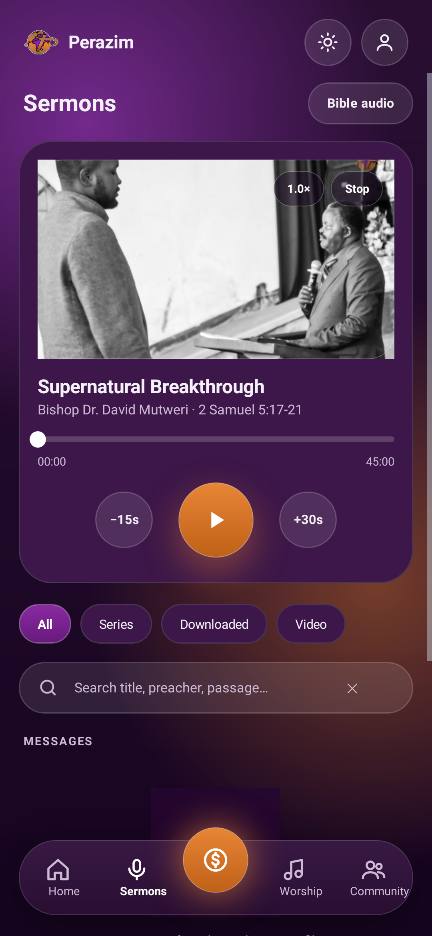 Perazim
Sermons
Bible audio
1.0×
Stop
Supernatural Breakthrough
Bishop Dr. David Mutweri · 2 Samuel 5:17-21
00:00
45:00
−15s
+30s
All
Series
Downloaded
Video
Search title, preacher, passage...
MESSAGES
Home
Sermons
Worship
Community